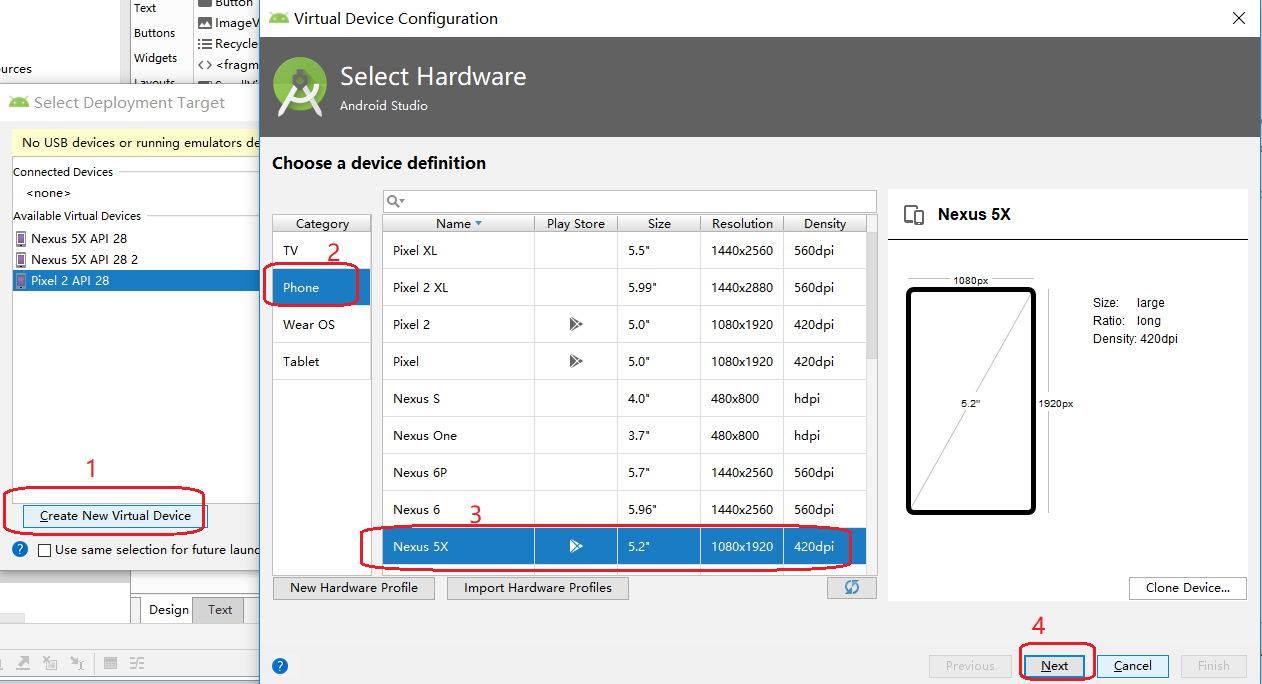 Text
Button
ImageV
Buttons
Recycle
Widgets
<fragm
urces
Layouts
Select Deployment Target
No USB devices or running emulators de
Connected Devices
<none>
Available Virtual Devices
Nexus 5X API 28
Nexus 5X API 28 2
Pixel 2 API 28
1
Create New Virtual Device
? Use same selection for future launc
Design Text
Virtual Device Configuration
Select Hardware
Android Studio
Choose a device definition
Category
TV
2
Phone
Wear OS
Tablet
Name Play Store Size Resolution Density
Pixel XL 5.5" 1440x2560 560dpi
Pixel 2 XL 5.99" 1440x2880 560dpi
Pixel 2 5.0" 1080x1920 420dpi
Pixel 5.0" 1080x1920 420dpi
Nexus S 4.0" 480x800 hdpi
Nexus One 3.7" 480x800 hdpi
Nexus 6P 5.7" 1440x2560 560dpi
Nexus 6 5.96" 1440x2560 560dpi
3
Nexus 5X 5.2" 1080x1920 420dpi
New Hardware Profile Import Hardware Profiles
Nexus 5X
1080px
5.2"
1920px
Size: large
Ratio: long
Density: 420dpi
Clone Device...
4
? Previous Next Cancel Finish